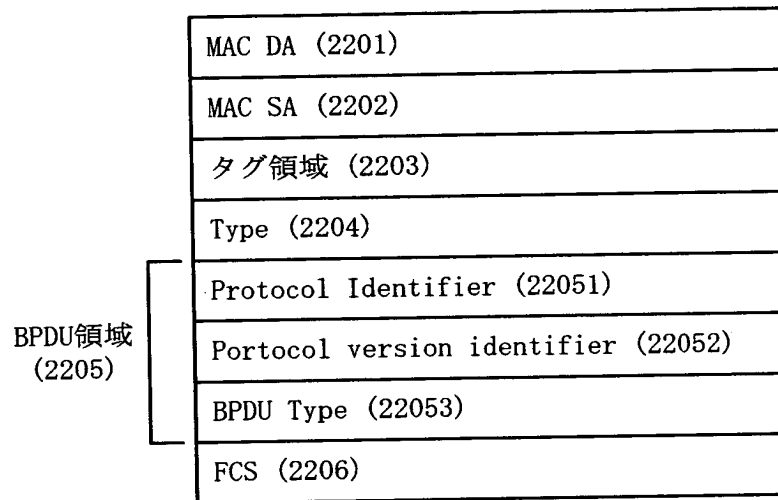 MAC DA (2201)
MAC SA (2202)
タグ領域 (2203)
Type (2204)
BPDU領域
(2205)
Protocol Identifier (22051)
Portocol version identifier (22052)
BPDU Type (22053)
FCS (2206)